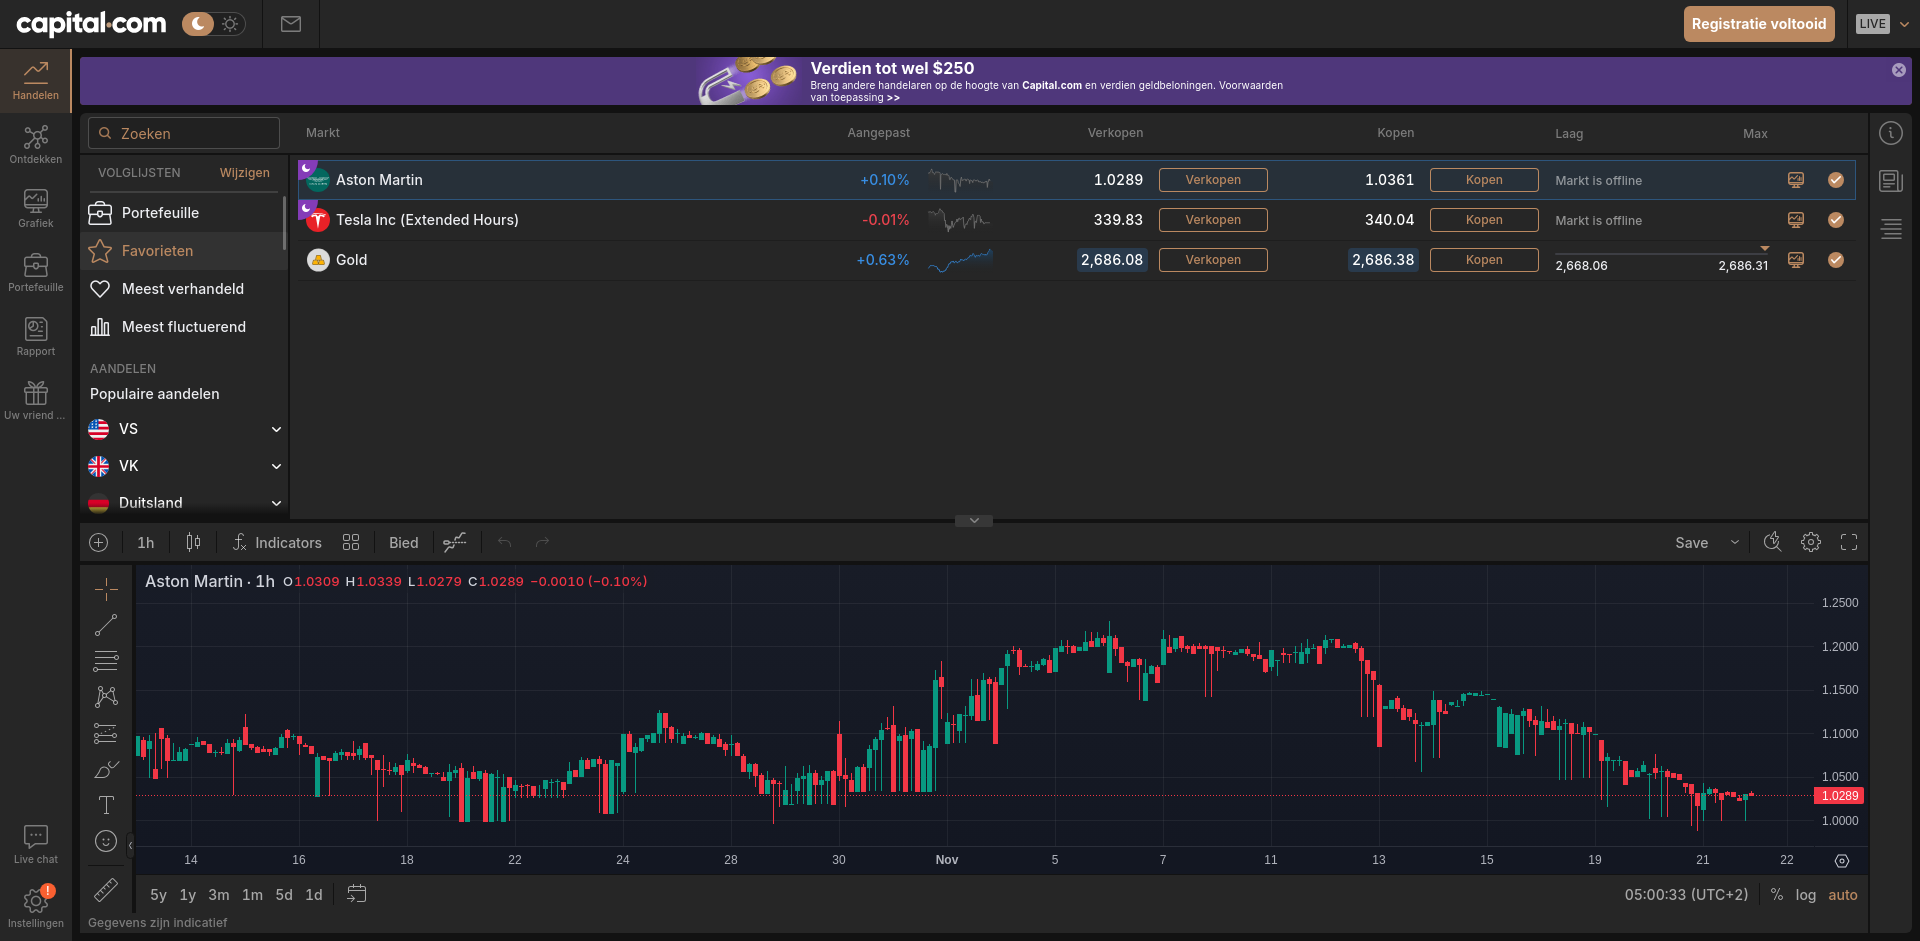 capital.com
Registratie voltooid
LIVE
Verdien tot wel $250
Breng andere handelaren op de hoogte van Capital.com en verdien geldbeloningen. Voorwaarden
van toepassing >>
Handelen
Ontdekken
Grafiek
Portefeuille
Rapport
Uw vriend ...
Live chat
!
Instellingen
Zoeken
VOLGLIJSTEN
Wijzigen
Portefeuille
Favorieten
Meest verhandeld
Meest fluctuerend
AANDELEN
Populaire aandelen
VS
VK
Duitsland
Markt Aangepast Verkopen Kopen Laag Max
Aston Martin +0.10% 1.0289 Verkopen 1.0361 Kopen Markt is offline
Tesla Inc (Extended Hours) -0.01% 339.83 Verkopen 340.04 Kopen Markt is offline
Gold +0.63% 2,686.08 Verkopen 2,686.38 Kopen 2,668.06 2,686.31
1h Indicators Bied Save
Aston Martin · 1h O1.0309 H1.0339 L1.0279 C1.0289 −0.0010 (−0.10%)
1.2500
1.2000
1.1500
1.1000
1.0500
1.0289
1.0000
14 16 18 22 24 28 30 Nov 5 7 11 13 15 19 21 22
5y 1y 3m 1m 5d 1d
05:00:33 (UTC+2) % log auto
Gegevens zijn indicatief